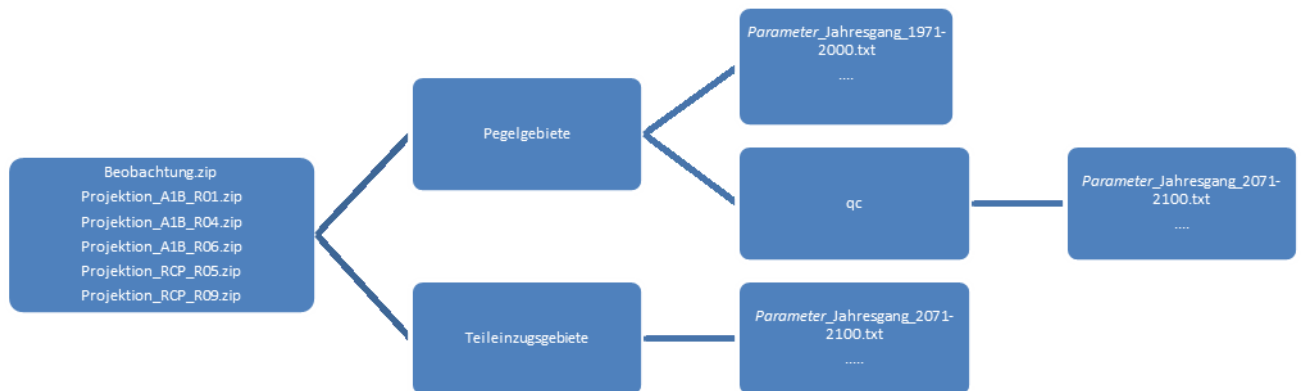 Beobachtung.zip
Projektion_A1B_R01.zip
Projektion_A1B_R04.zip
Projektion_A1B_R06.zip
Projektion_RCP_R05.zip
Projektion_RCP_R09.zip
Pegelgebiete
Teileinzugsgebiete
Parameter_Jahresgang_1971-
2000.txt
....
qc
Parameter_Jahresgang_2071-
2100.txt
.....
Parameter_Jahresgang_2071-
2100.txt
....